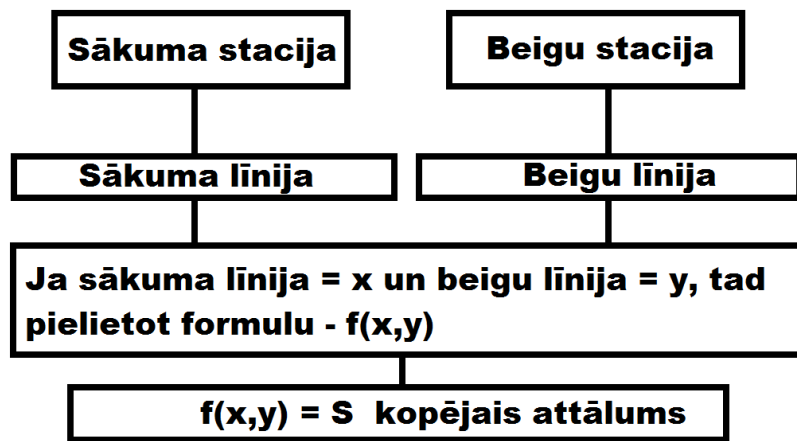 Sākuma stacija
Beigu stacija
Sākuma līnija
Beigu līnija
Ja sākuma līnija = x un beigu līnija = y, tad
pielietot formulu - f(x,y)
f(x,y) = S kopējais attālums